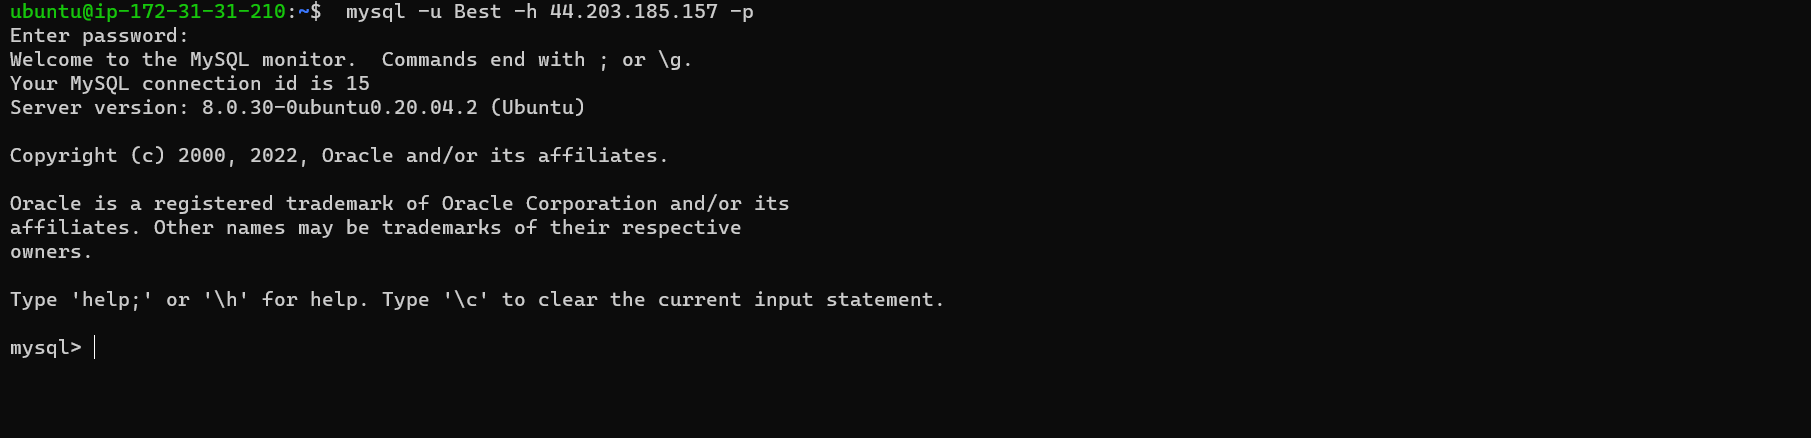 ubuntu@ip-172-31-31-210:~$  mysql -u Best -h 44.203.185.157 -p
Enter password:
Welcome to the MySQL monitor.  Commands end with ; or \g.
Your MySQL connection id is 15
Server version: 8.0.30-0ubuntu0.20.04.2 (Ubuntu)

Copyright (c) 2000, 2022, Oracle and/or its affiliates.

Oracle is a registered trademark of Oracle Corporation and/or its
affiliates. Other names may be trademarks of their respective
owners.

Type 'help;' or '\h' for help. Type '\c' to clear the current input statement.

mysql>